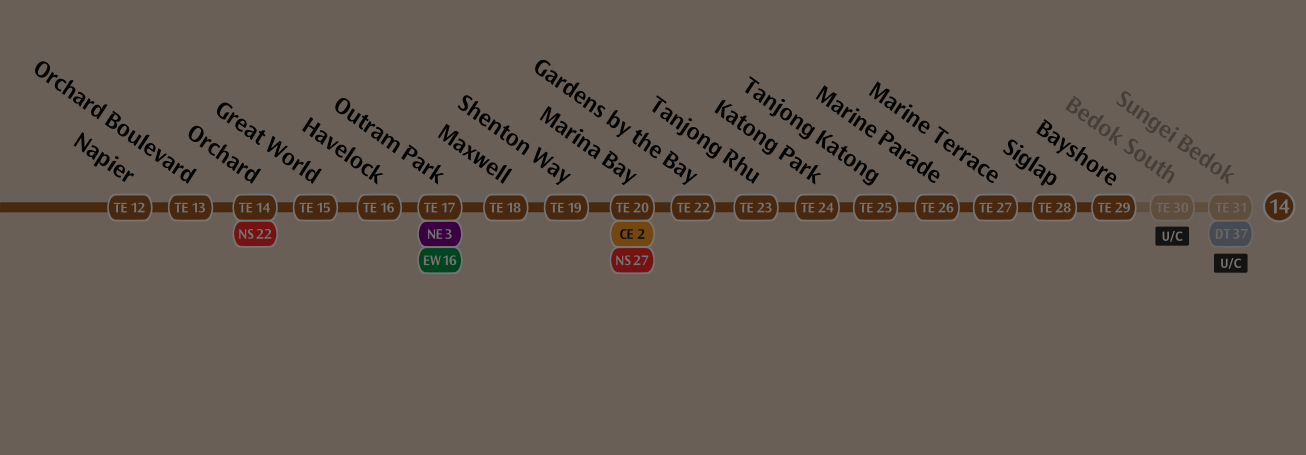 Napier
Orchard Boulevard
Orchard
Great World
Havelock
Outram Park
Maxwell
Shenton Way
Marina Bay
Gardens by the Bay
Tanjong Rhu
Katong Park
Tanjong Katong
Marine Parade
Marine Terrace
Siglap
Bayshore
Bedok South
Sungei Bedok
TE 12
TE 13
TE 14
TE 15
TE 16
TE 17
TE 18
TE 19
TE 20
TE 22
TE 23
TE 24
TE 25
TE 26
TE 27
TE 28
TE 29
TE 30
TE 31
14
NS 22
NE 3
CE 2
U/C
DT 37
EW 16
NS 27
U/C